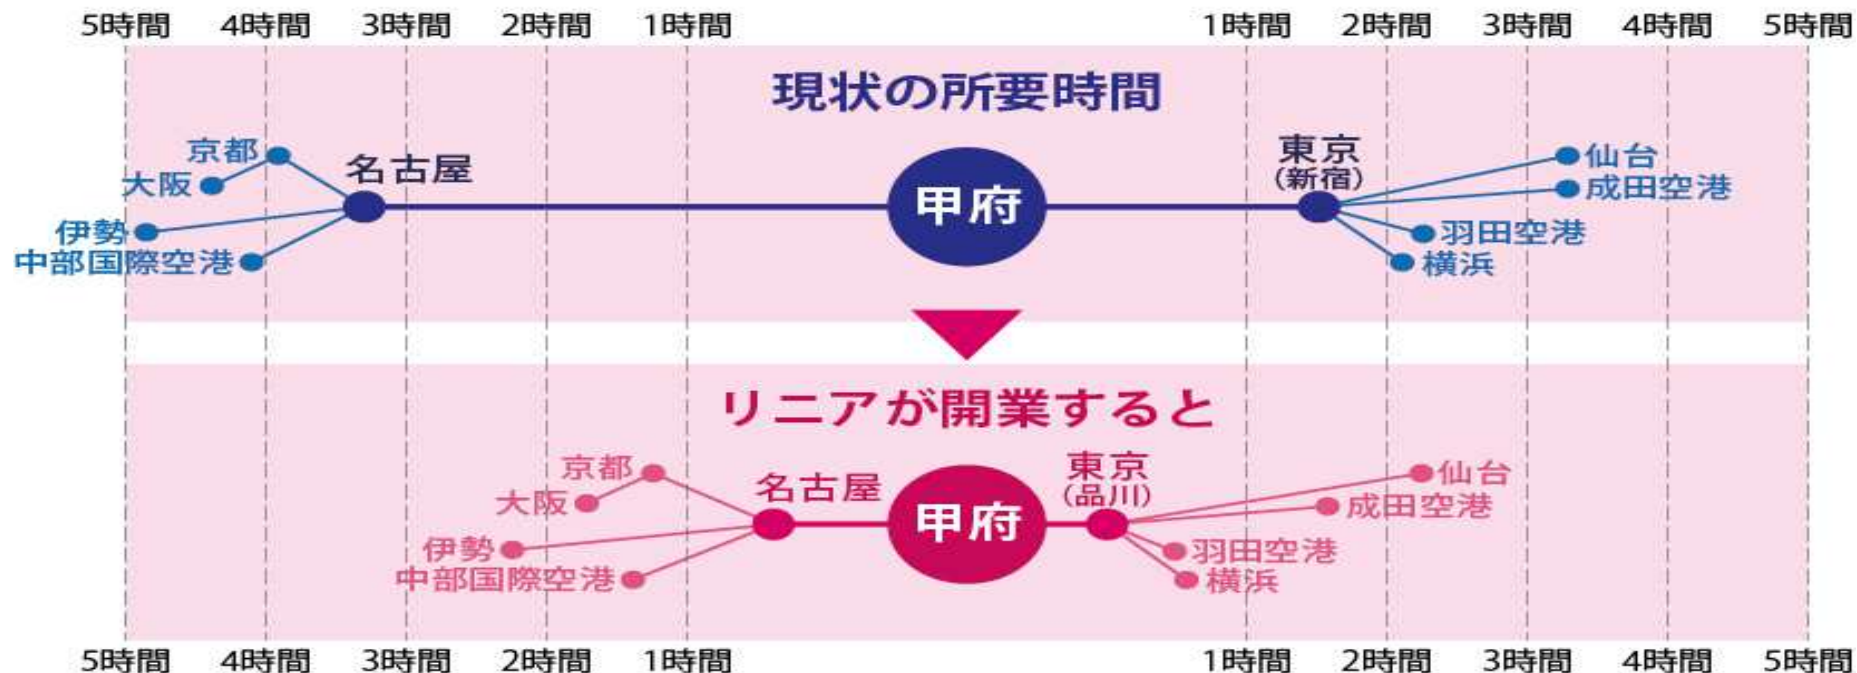 5時間 4時間 3時間 2時間 1時間 1時間 2時間 3時間 4時間 5時間
現状の所要時間
京都
大阪
伊勢
中部国際空港
名古屋
甲府
東京
(新宿)
仙台
成田空港
羽田空港
横浜
リニアが開業すると
京都
大阪
伊勢
中部国際空港
名古屋
甲府
東京
(品川)
仙台
成田空港
羽田空港
横浜
5時間 4時間 3時間 2時間 1時間 1時間 2時間 3時間 4時間 5時間